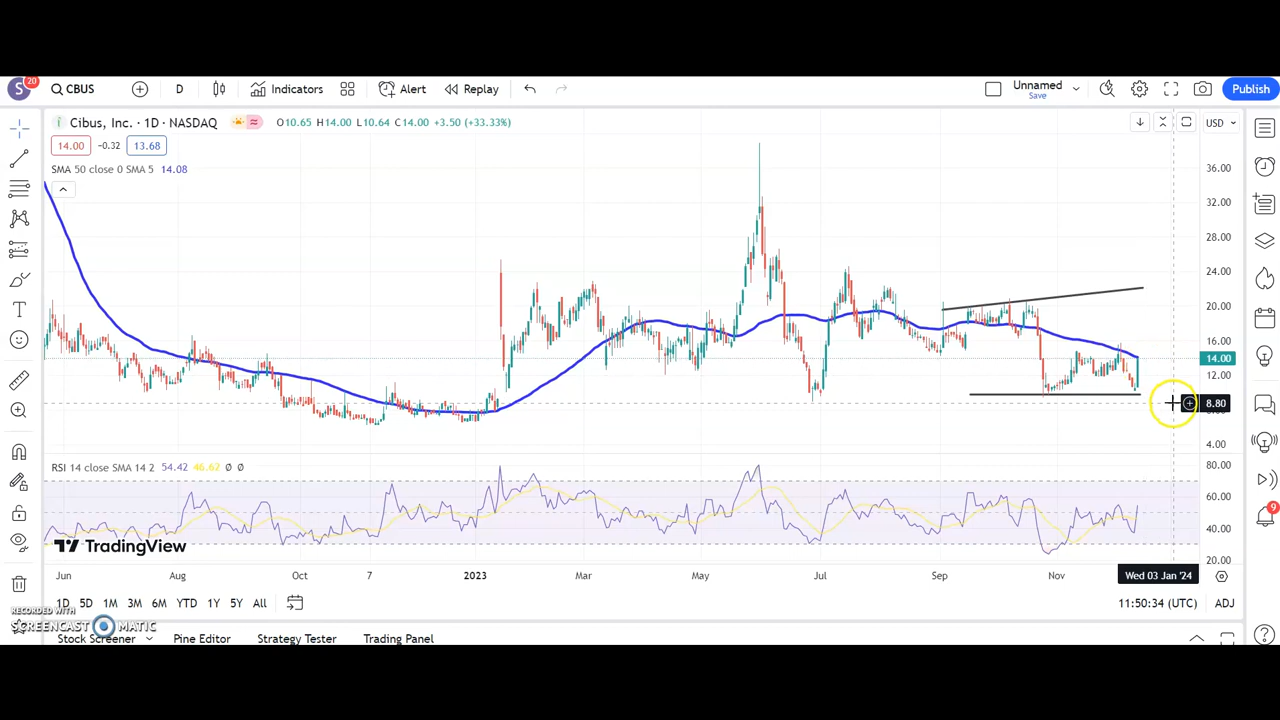 S 20 CBUS D Indicators Alert Replay Unnamed Save Publish
Cibus, Inc. · 1D · NASDAQ O10.65 H14.00 L10.64 C14.00 +3.50 (+33.33%) USD
14.00 -0.32 13.68
SMA 50 close 0 SMA 5 14.08
36.00
32.00
28.00
24.00
20.00
16.00
14.00
12.00
8.80
4.00
RSI 14 close SMA 14 2 54.42 46.62 Ø Ø
80.00
60.00
40.00
20.00
9
TradingView
Jun Aug Oct 7 2023 Mar May Jul Sep Nov Wed 03 Jan '24
1D 5D 1M 3M 6M YTD 1Y 5Y All 11:50:34 (UTC) ADJ
RECORDED WITH
SCREENCAST MATIC
Stock Screener Pine Editor Strategy Tester Trading Panel